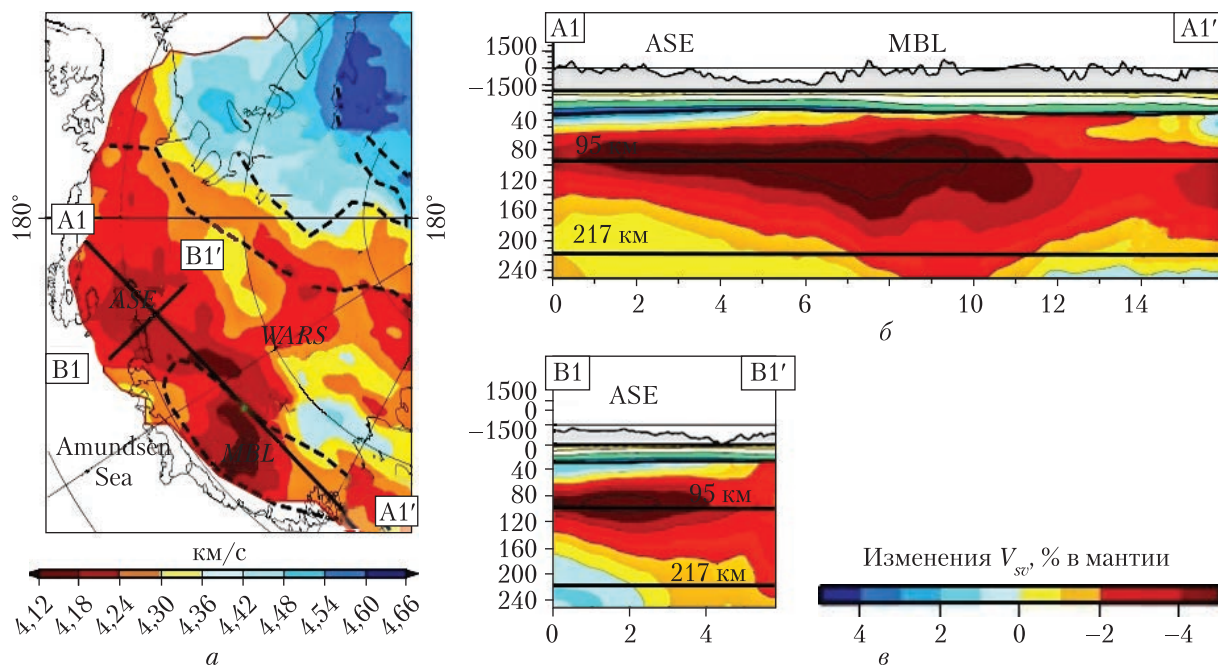 180°
180°
A1
B1′
ASE
WARS
B1
Amundsen
Sea
MBL
A1′
км/с
4,12 4,18 4,24 4,30 4,36 4,42 4,48 4,54 4,60 4,66
а
A1
A1′
ASE
MBL
1500
0
−1500
40
80
95 км
120
160
200
217 км
240
0 2 4 6 8 10 12 14
б
B1
B1′
ASE
1500
0
−1500
0
40
80
95 км
120
160
200
217 км
240
0 2 4
Изменения Vsv, % в мантии
4 2 0 −2 −4
в